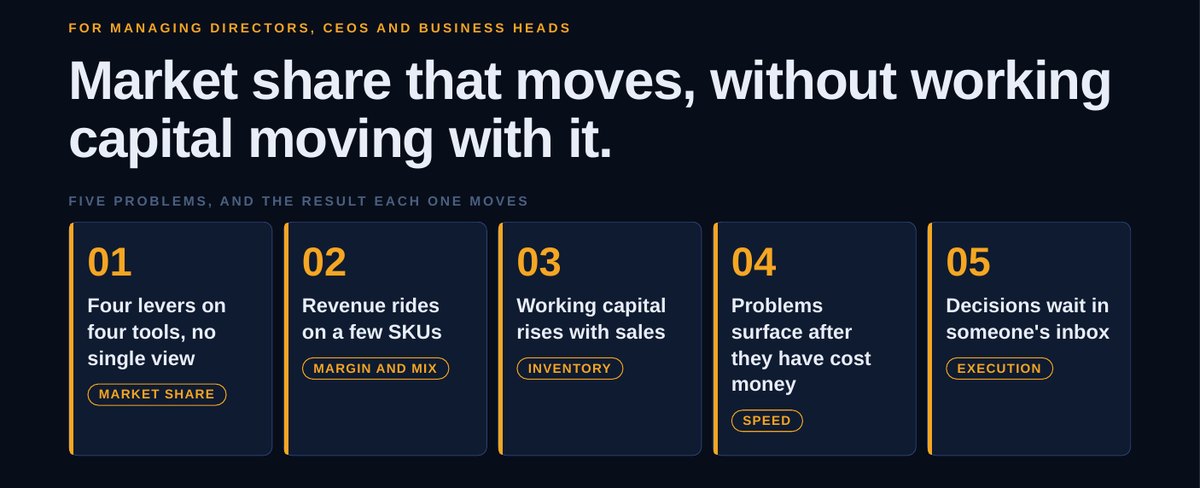 FOR MANAGING DIRECTORS, CEOS AND BUSINESS HEADS
Market share that moves, without working
capital moving with it.
FIVE PROBLEMS, AND THE RESULT EACH ONE MOVES
01
Four levers on
four tools, no
single view
MARKET SHARE
02
Revenue rides
on a few SKUs
MARGIN AND MIX
03
Working capital
rises with sales
INVENTORY
04
Problems
surface after
they have cost
money
SPEED
05
Decisions wait in
someone's inbox
EXECUTION